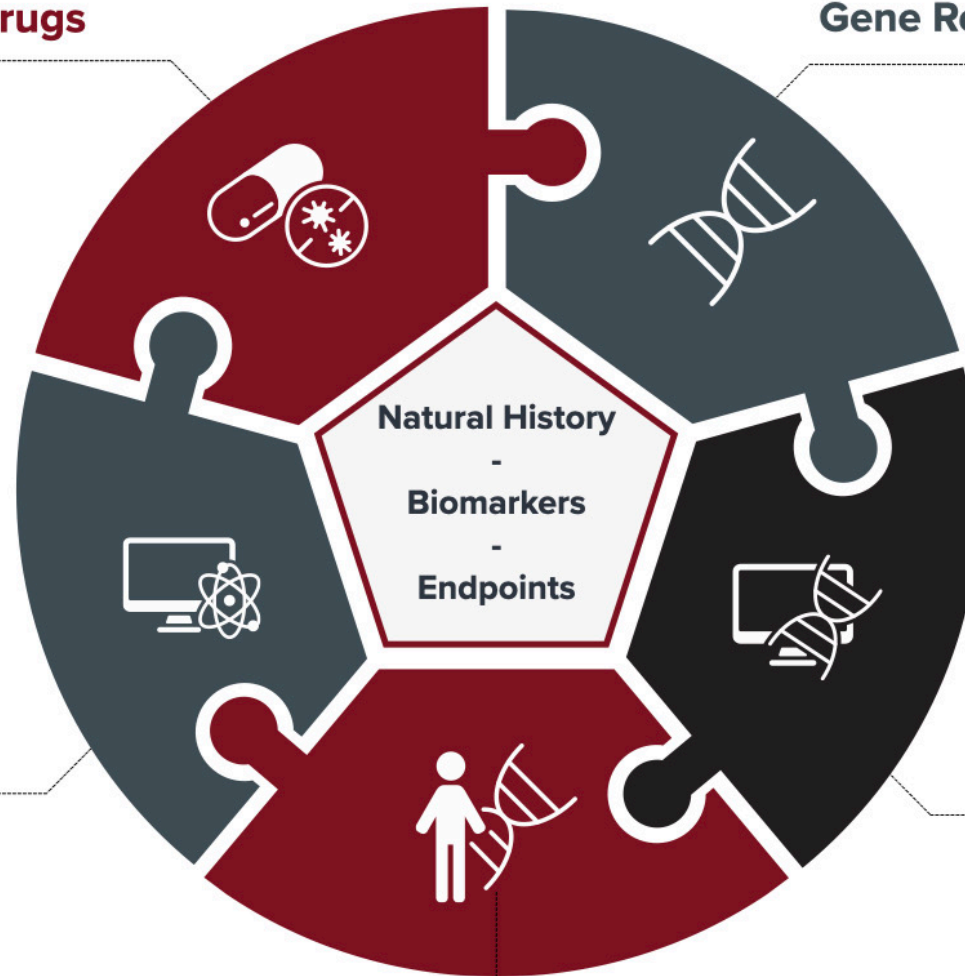 rugs
Gene Re
Natural History
-
Biomarkers
-
Endpoints